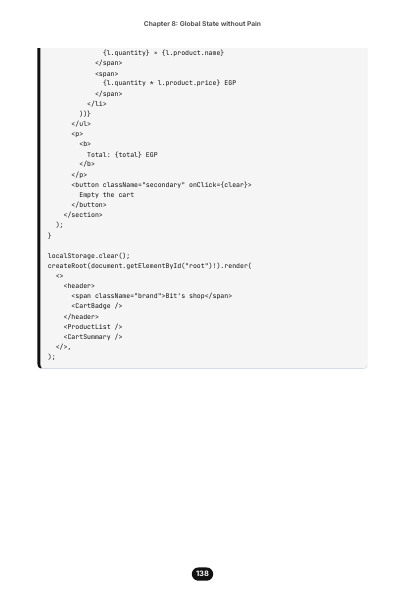 Chapter 8: Global State without Pain
{l.quantity} × {l.product.name}
</span>
<span>
{l.quantity * l.product.price} EGP
</span>
</li>
))}
</ul>
<p>
<b>
Total: {total} EGP
</b>
</p>
<button className="secondary" onClick={clear}>
Empty the cart
</button>
</section>
);
}
localStorage.clear();
createRoot(document.getElementById("root")!).render(
<>
<header>
<span className="brand">Bit's shop</span>
<CartBadge />
</header>
<ProductList />
<CartSummary />
</>,
);
138